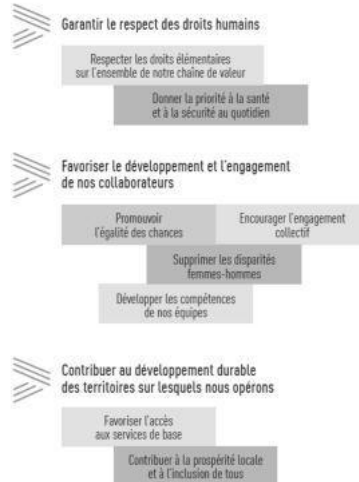 Garantir le respect des droits humains
Respecter les droits élémentaires
sur l'ensemble de notre chaîne de valeur
Donner la priorité à la santé
et à la sécurité au quotidien
Favoriser le développement et l'engagement
de nos collaborateurs
Promouvoir
l'égalité des chances
Encourager l'engagement
collectif
Supprimer les disparités
femmes-hommes
Développer les compétences
de nos équipes
Contribuer au développement durable
des territoires sur lesquels nous opérons
Favoriser l'accès
aux services de base
Contribuer à la prospérité locale
et à l'inclusion de tous